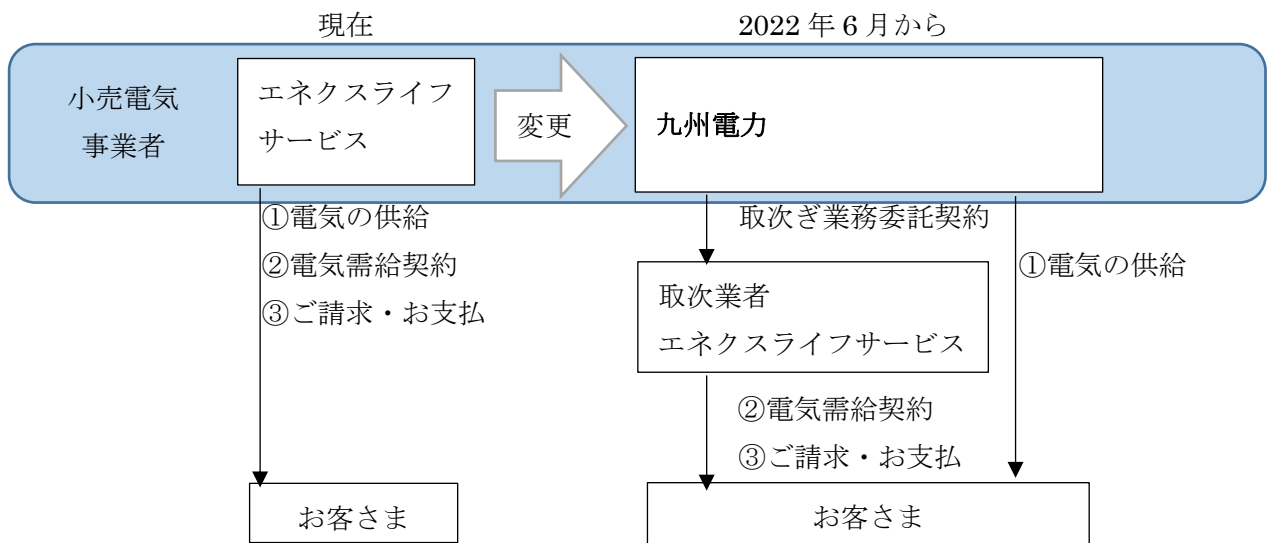 現在
2022年6月から
小売電気
事業者
エネクスライフ
サービス
変更
九州電力
①電気の供給
②電気需給契約
③ご請求・お支払
お客さま
取次ぎ業務委託契約
①電気の供給
取次業者
エネクスライフサービス
②電気需給契約
③ご請求・お支払
お客さま